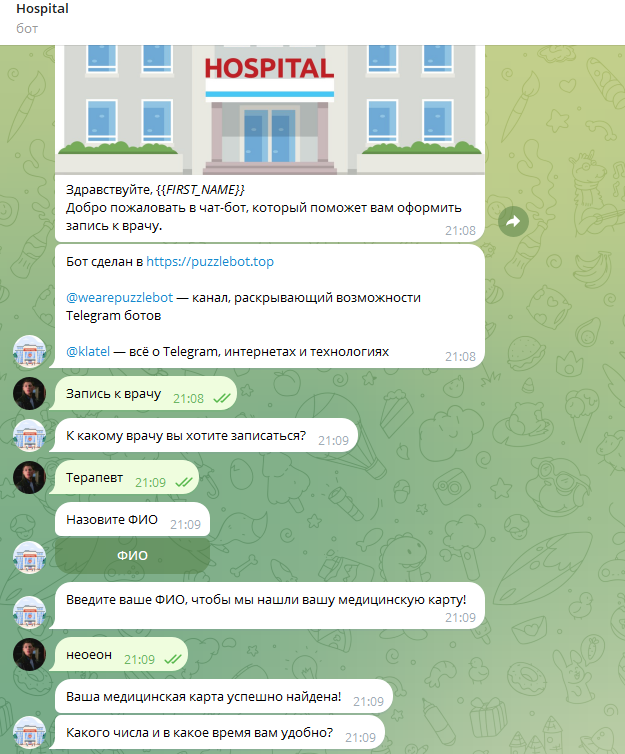 Hospital
бот
HOSPITAL
Здравствуйте, {{FIRST_NAME}}
Добро пожаловать в чат-бот, который поможет вам оформить
запись к врачу.
21:08
Бот сделан в https://puzzlebot.top
@wearepuzzlebot — канал, раскрывающий возможности
Telegram ботов
@klatel — всё о Telegram, интернетах и технологиях
21:08
Запись к врачу 21:08
К какому врачу вы хотите записаться? 21:09
Терапевт 21:09
Назовите ФИО 21:09
ФИО
Введите ваше ФИО, чтобы мы нашли вашу медицинскую карту!
21:09
неоеон 21:09
Ваша медицинская карта успешно найдена! 21:09
Какого числа и в какое время вам удобно? 21:09